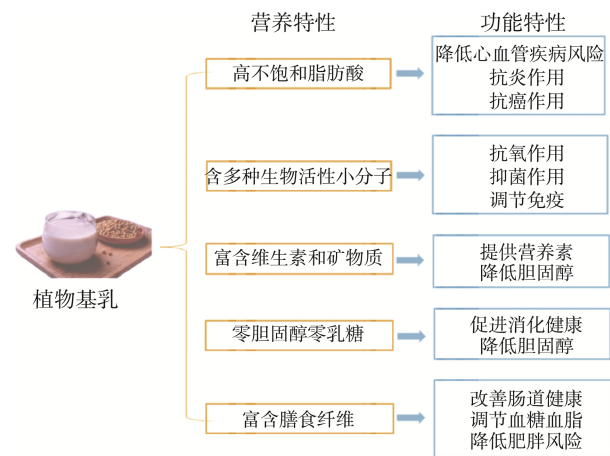 营养特性
功能特性
高不饱和脂肪酸
降低心血管疾病风险
抗炎作用
抗癌作用
含多种生物活性小分子
抗氧作用
抑菌作用
调节免疫
植物基乳
富含维生素和矿物质
提供营养素
降低胆固醇
零胆固醇零乳糖
促进消化健康
降低胆固醇
富含膳食纤维
改善肠道健康
调节血糖血脂
降低肥胖风险